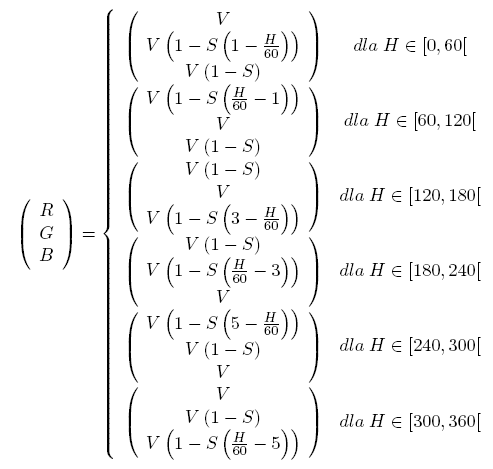 V
V (1 − S (1 − H/60))
V (1 − S)
dla H ∈ [0, 60[
V (1 − S (H/60 − 1))
V
V (1 − S)
dla H ∈ [60, 120[
V (1 − S)
V
V (1 − S (3 − H/60))
dla H ∈ [120, 180[
R
G
B
=
V (1 − S)
V (1 − S (H/60 − 3))
V
dla H ∈ [180, 240[
V (1 − S (5 − H/60))
V (1 − S)
V
dla H ∈ [240, 300[
V
V (1 − S)
V (1 − S (H/60 − 5))
dla H ∈ [300, 360[